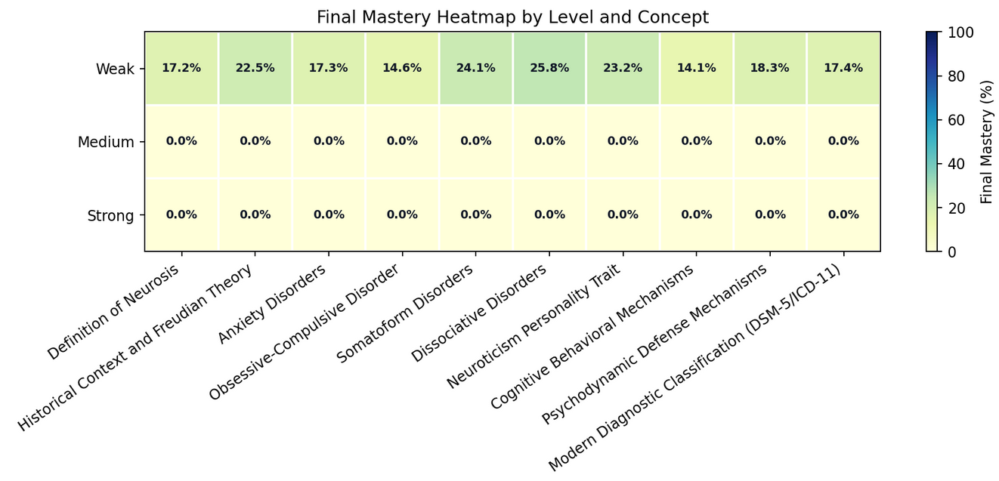 Final Mastery Heatmap by Level and Concept
Weak
17.2% 22.5% 17.3% 14.6% 24.1% 25.8% 23.2% 14.1% 18.3% 17.4%
Medium
0.0% 0.0% 0.0% 0.0% 0.0% 0.0% 0.0% 0.0% 0.0% 0.0%
Strong
0.0% 0.0% 0.0% 0.0% 0.0% 0.0% 0.0% 0.0% 0.0% 0.0%
Definition of Neurosis
Historical Context and Freudian Theory
Anxiety Disorders
Obsessive-Compulsive Disorder
Somatoform Disorders
Dissociative Disorders
Neuroticism Personality Trait
Cognitive Behavioral Mechanisms
Psychodynamic Defense Mechanisms
Modern Diagnostic Classification (DSM-5/ICD-11)
100
80
60
40
20
0
Final Mastery (%)